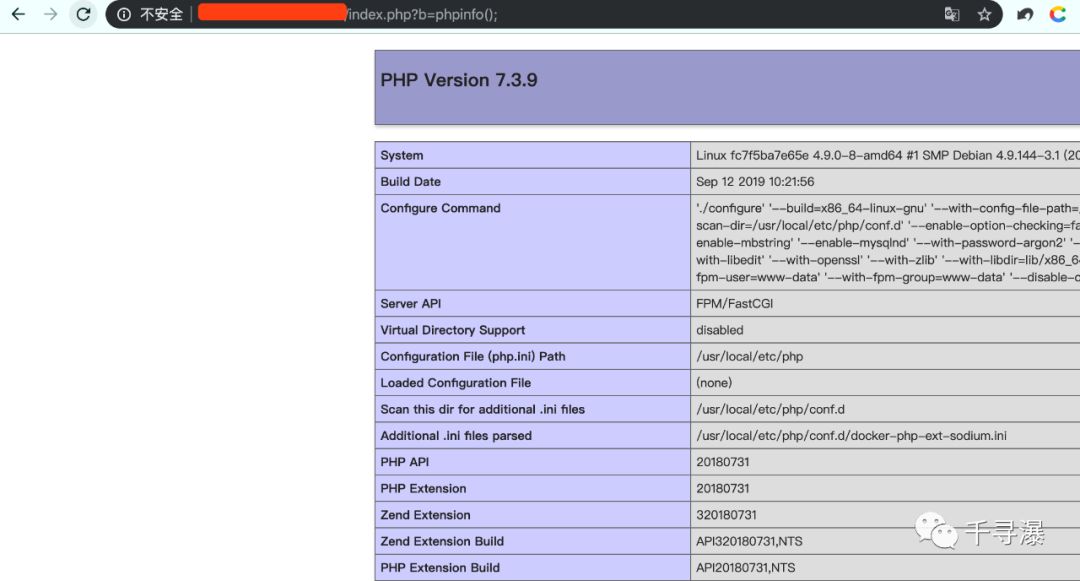 不安全 /index.php?b=phpinfo();
PHP Version 7.3.9
System Linux fc7f5ba7e65e 4.9.0-8-amd64 #1 SMP Debian 4.9.144-3.1 (20
Build Date Sep 12 2019 10:21:56
Configure Command './configure' '--build=x86_64-linux-gnu' '--with-config-file-path=
scan-dir=/usr/local/etc/php/conf.d' '--enable-option-checking=fa
enable-mbstring' '--enable-mysqlnd' '--with-password-argon2' '-
with-libedit' '--with-openssl' '--with-zlib' '--with-libdir=lib/x86_6
fpm-user=www-data' '--with-fpm-group=www-data' '--disable-c
Server API FPM/FastCGI
Virtual Directory Support disabled
Configuration File (php.ini) Path /usr/local/etc/php
Loaded Configuration File (none)
Scan this dir for additional .ini files /usr/local/etc/php/conf.d
Additional .ini files parsed /usr/local/etc/php/conf.d/docker-php-ext-sodium.ini
PHP API 20180731
PHP Extension 20180731
Zend Extension 320180731
Zend Extension Build API320180731,NTS
PHP Extension Build API20180731,NTS
千寻瀑